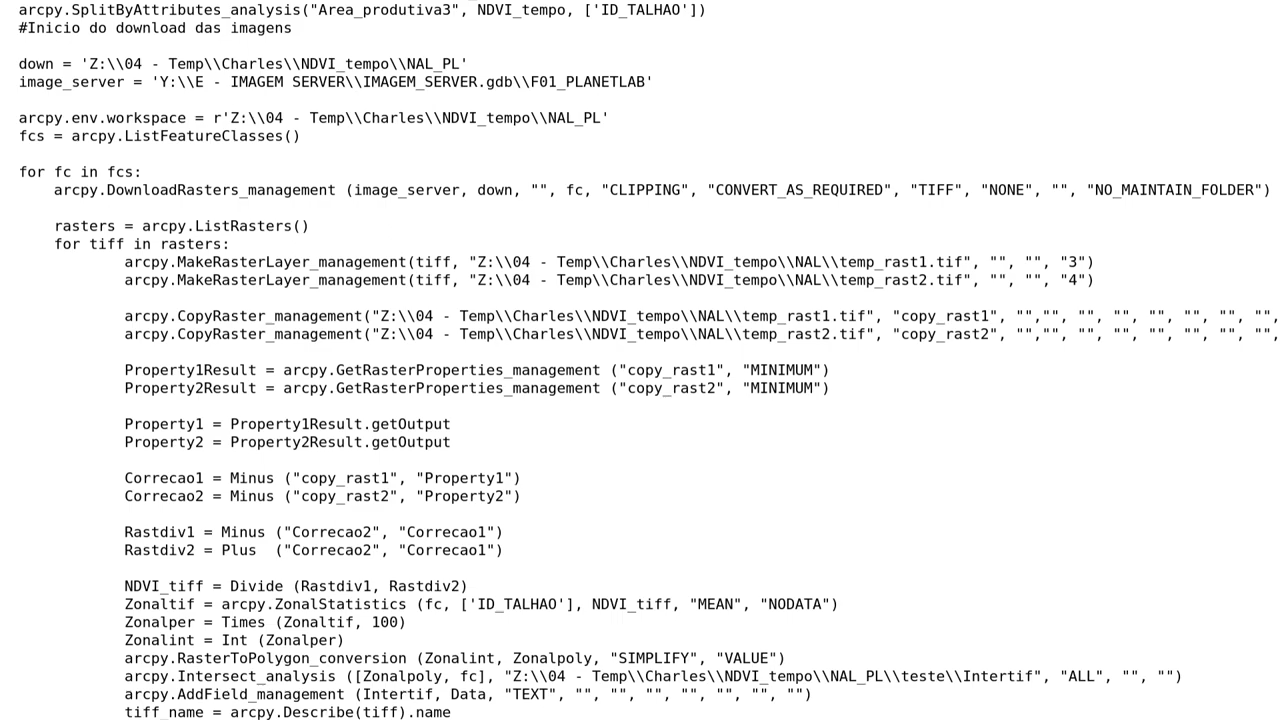 arcpy.SplitByAttributes_analysis("Area_produtiva3", NDVI_tempo, ['ID_TALHAO'])
#Inicio do download das imagens
down = 'Z:\\04 - Temp\\Charles\\NDVI_tempo\\NAL_PL'
image_server = 'Y:\\E - IMAGEM SERVER\\IMAGEM_SERVER.gdb\\F01_PLANETLAB'
arcpy.env.workspace = r'Z:\\04 - Temp\\Charles\\NDVI_tempo\\NAL_PL'
fcs = arcpy.ListFeatureClasses()
for fc in fcs:
    arcpy.DownloadRasters_management (image_server, down, "", fc, "CLIPPING", "CONVERT_AS_REQUIRED", "TIFF", "NONE", "", "NO_MAINTAIN_FOLDER")
    rasters = arcpy.ListRasters()
    for tiff in rasters:
            arcpy.MakeRasterLayer_management(tiff, "Z:\\04 - Temp\\Charles\\NDVI_tempo\\NAL\\temp_rast1.tif", "", "", "3")
            arcpy.MakeRasterLayer_management(tiff, "Z:\\04 - Temp\\Charles\\NDVI_tempo\\NAL\\temp_rast2.tif", "", "", "4")
            arcpy.CopyRaster_management("Z:\\04 - Temp\\Charles\\NDVI_tempo\\NAL\\temp_rast1.tif", "copy_rast1", "","", "", "", "", "", "", "",
            arcpy.CopyRaster_management("Z:\\04 - Temp\\Charles\\NDVI_tempo\\NAL\\temp_rast2.tif", "copy_rast2", "","", "", "", "", "", "", "",
            Property1Result = arcpy.GetRasterProperties_management ("copy_rast1", "MINIMUM")
            Property2Result = arcpy.GetRasterProperties_management ("copy_rast2", "MINIMUM")
            Property1 = Property1Result.getOutput
            Property2 = Property2Result.getOutput
            Correcao1 = Minus ("copy_rast1", "Property1")
            Correcao2 = Minus ("copy_rast2", "Property2")
            Rastdiv1 = Minus ("Correcao2", "Correcao1")
            Rastdiv2 = Plus  ("Correcao2", "Correcao1")
            NDVI_tiff = Divide (Rastdiv1, Rastdiv2)
            Zonaltif = arcpy.ZonalStatistics (fc, ['ID_TALHAO'], NDVI_tiff, "MEAN", "NODATA")
            Zonalper = Times (Zonaltif, 100)
            Zonalint = Int (Zonalper)
            arcpy.RasterToPolygon_conversion (Zonalint, Zonalpoly, "SIMPLIFY", "VALUE")
            arcpy.Intersect_analysis ([Zonalpoly, fc], "Z:\\04 - Temp\\Charles\\NDVI_tempo\\NAL_PL\\teste\\Intertif", "ALL", "", "")
            arcpy.AddField_management (Intertif, Data, "TEXT", "", "", "", "", "", "", "")
            tiff_name = arcpy.Describe(tiff).name